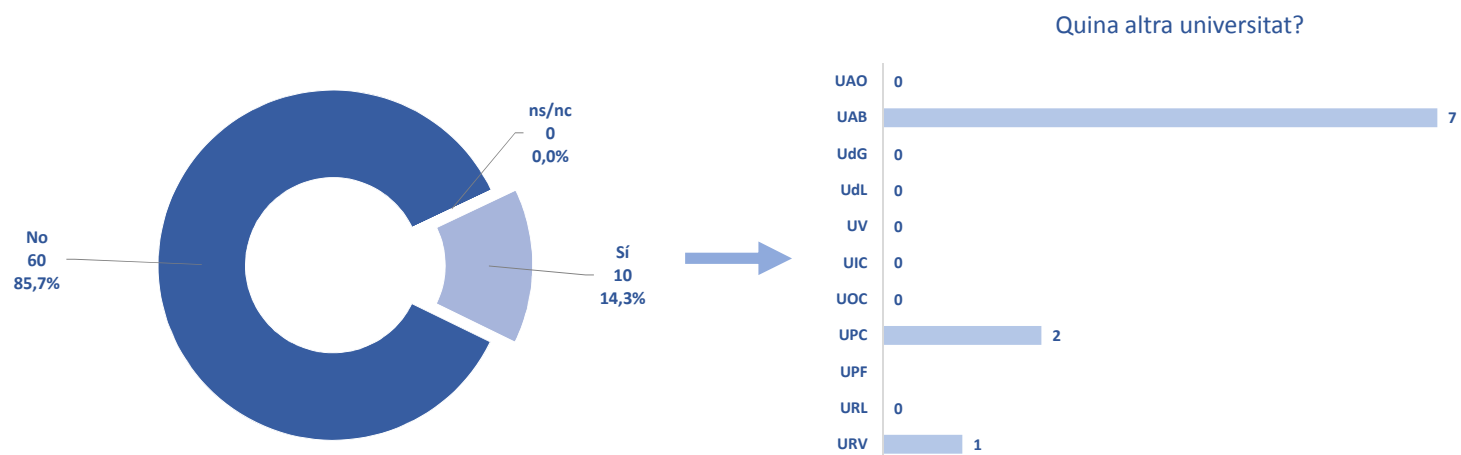 No
60
85,7%
ns/nc
0
0,0%
Sí
10
14,3%
Quina altra universitat?
UAO 0
UAB 7
UdG 0
UdL 0
UV 0
UIC 0
UOC 0
UPC 2
UPF
URL 0
URV 1